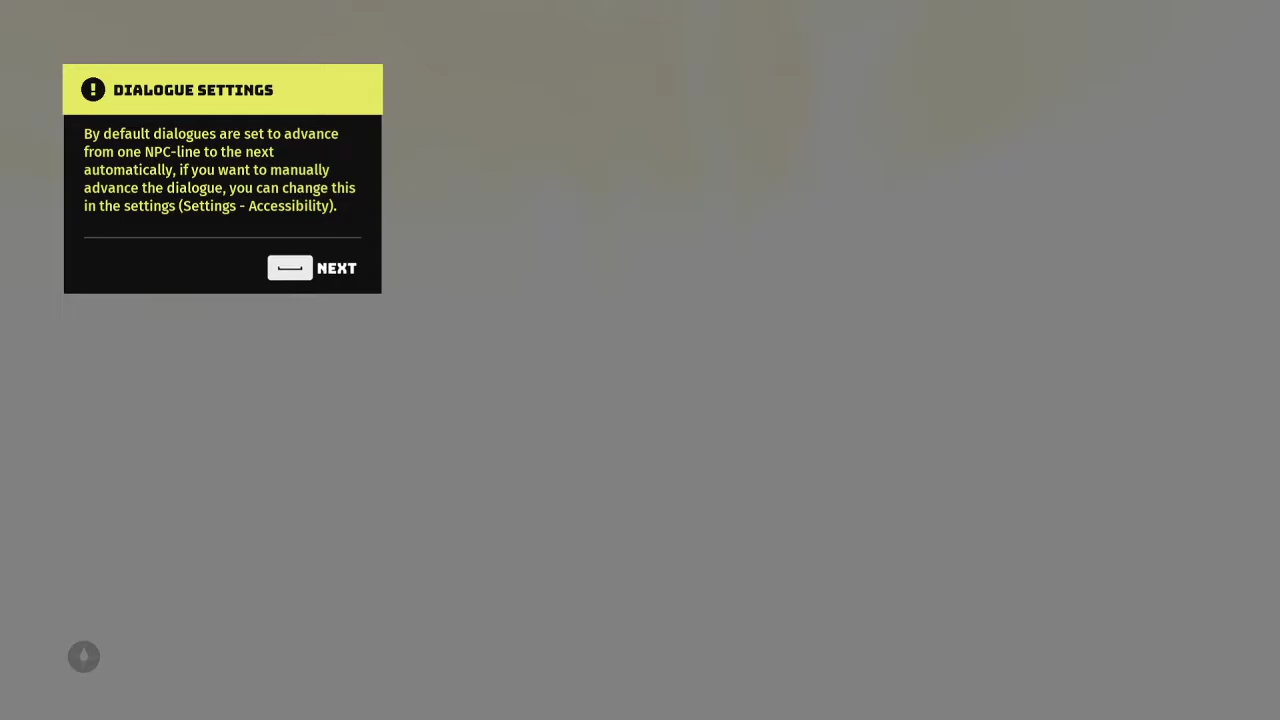 DIALOGUE SETTINGS
By default dialogues are set to advance
from one NPC-line to the next
automatically, if you want to manually
advance the dialogue, you can change this
in the settings (Settings - Accessibility).
NEXT